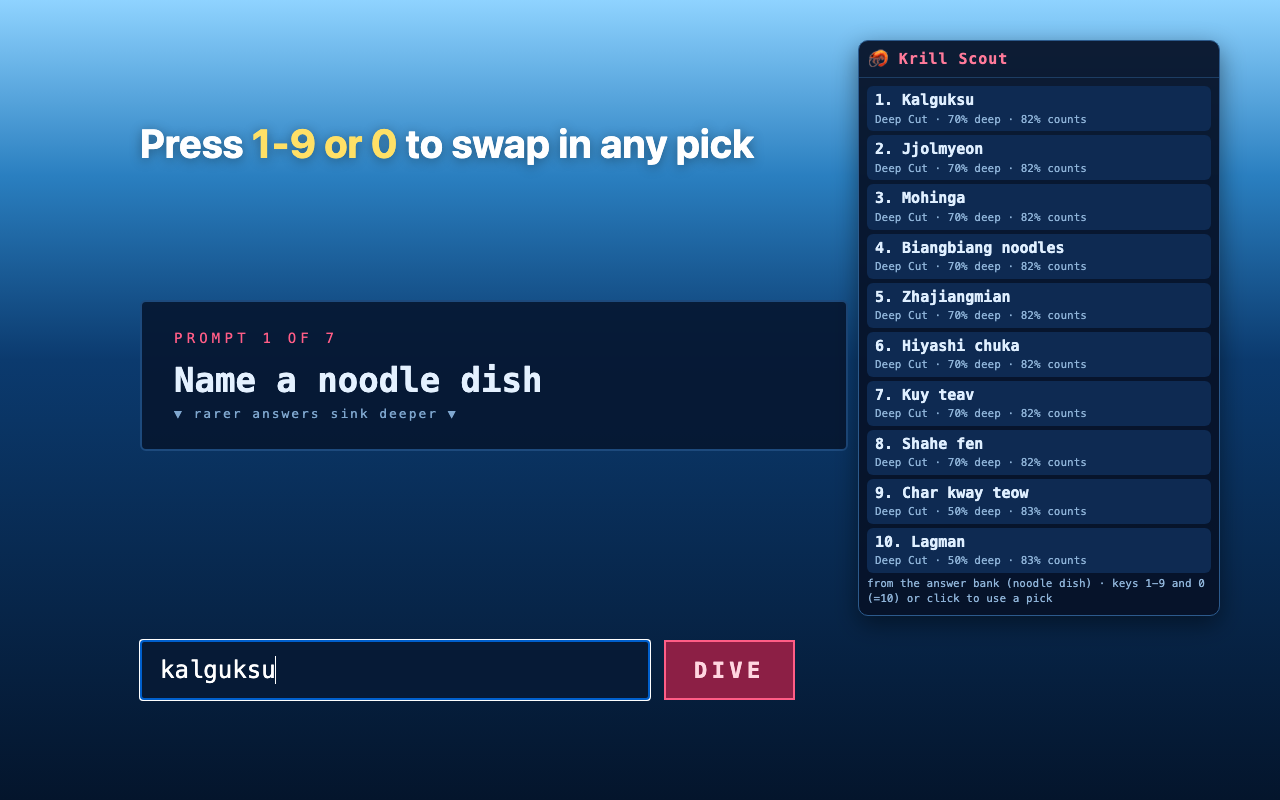 Press 1-9 or 0 to swap in any pick
PROMPT 1 OF 7
Name a noodle dish
▼ rarer answers sink deeper ▼
kalguksu
DIVE
Krill Scout
1. Kalguksu
Deep Cut · 70% deep · 82% counts
2. Jjolmyeon
Deep Cut · 70% deep · 82% counts
3. Mohinga
Deep Cut · 70% deep · 82% counts
4. Biangbiang noodles
Deep Cut · 70% deep · 82% counts
5. Zhajiangmian
Deep Cut · 70% deep · 82% counts
6. Hiyashi chuka
Deep Cut · 70% deep · 82% counts
7. Kuy teav
Deep Cut · 70% deep · 82% counts
8. Shahe fen
Deep Cut · 70% deep · 82% counts
9. Char kway teow
Deep Cut · 50% deep · 83% counts
10. Lagman
Deep Cut · 50% deep · 83% counts
from the answer bank (noodle dish) · keys 1–9 and 0
(=10) or click to use a pick